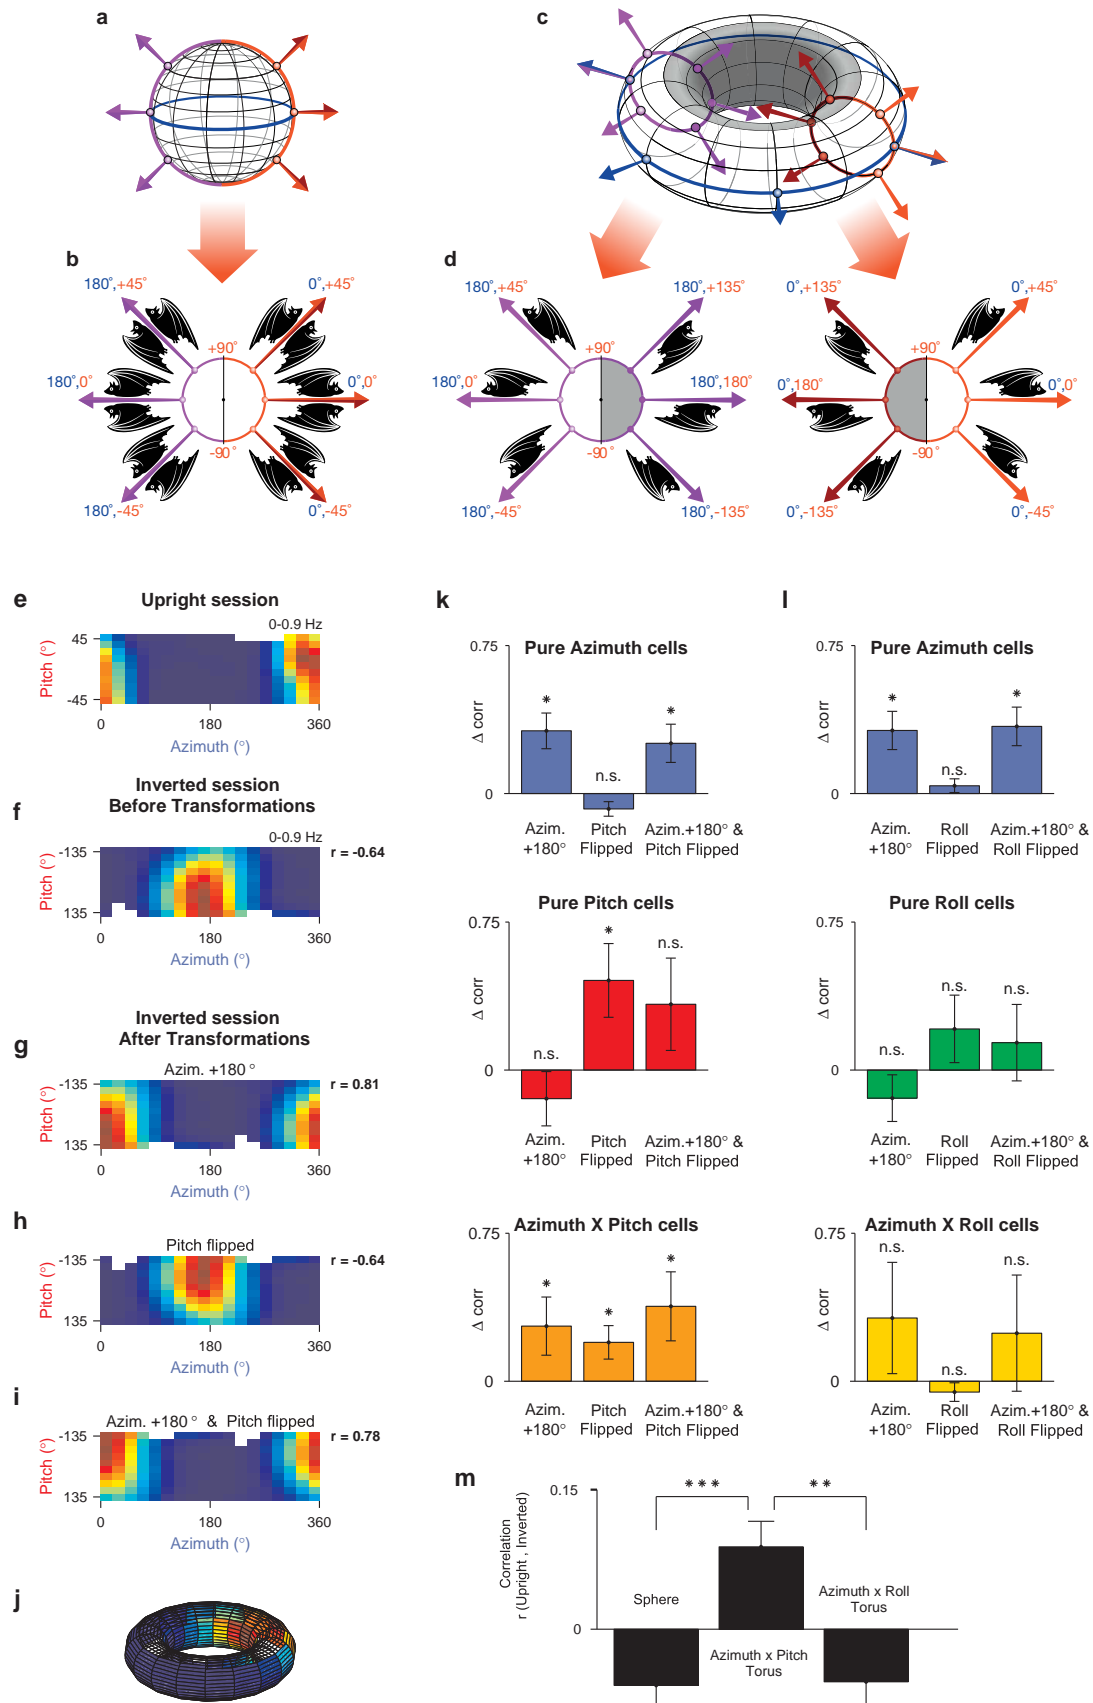 a
c
b
d
180°,+45°
0°,+45°
+90°
180°,0°
0°,0°
-90°
180°,-45°
0°,-45°
180°,+45°
180°,+135°
+90°
180°,0°
180°,180°
-90°
180°,-45°
180°,-135°
0°,+135°
0°,+45°
+90°
0°,180°
0°,0°
-90°
0°,-135°
0°,-45°
e
Upright session
0-0.9 Hz
Pitch (°)
45
-45
0
180
360
Azimuth (°)
f
Inverted session
Before Transformations
0-0.9 Hz
r = -0.64
Pitch (°)
-135
135
0
180
360
Azimuth (°)
g
Inverted session
After Transformations
Azim. +180°
r = 0.81
Pitch (°)
-135
135
0
180
360
Azimuth (°)
h
Pitch flipped
r = -0.64
Pitch (°)
-135
135
0
180
360
Azimuth (°)
i
Azim. +180° & Pitch flipped
r = 0.78
Pitch (°)
-135
135
0
180
360
Azimuth (°)
j
k
Pure Azimuth cells
0.75
Δ corr
0
*
n.s.
*
Azim.
+180°
Pitch
Flipped
Azim.+180° &
Pitch Flipped
Pure Pitch cells
0.75
Δ corr
0
n.s.
*
n.s.
Azim.
+180°
Pitch
Flipped
Azim.+180° &
Pitch Flipped
Azimuth X Pitch cells
0.75
Δ corr
0
*
*
*
Azim.
+180°
Pitch
Flipped
Azim.+180° &
Pitch Flipped
l
Pure Azimuth cells
0.75
Δ corr
0
*
n.s.
*
Azim.
+180°
Roll
Flipped
Azim.+180° &
Roll Flipped
Pure Roll cells
0.75
Δ corr
0
n.s.
n.s.
n.s.
Azim.
+180°
Roll
Flipped
Azim.+180° &
Roll Flipped
Azimuth X Roll cells
0.75
Δ corr
0
n.s.
n.s.
n.s.
Azim.
+180°
Roll
Flipped
Azim.+180° &
Roll Flipped
m
0.15
Correlation
r (Upright , Inverted)
0
***
**
Sphere
Azimuth x Pitch
Torus
Azimuth x Roll
Torus